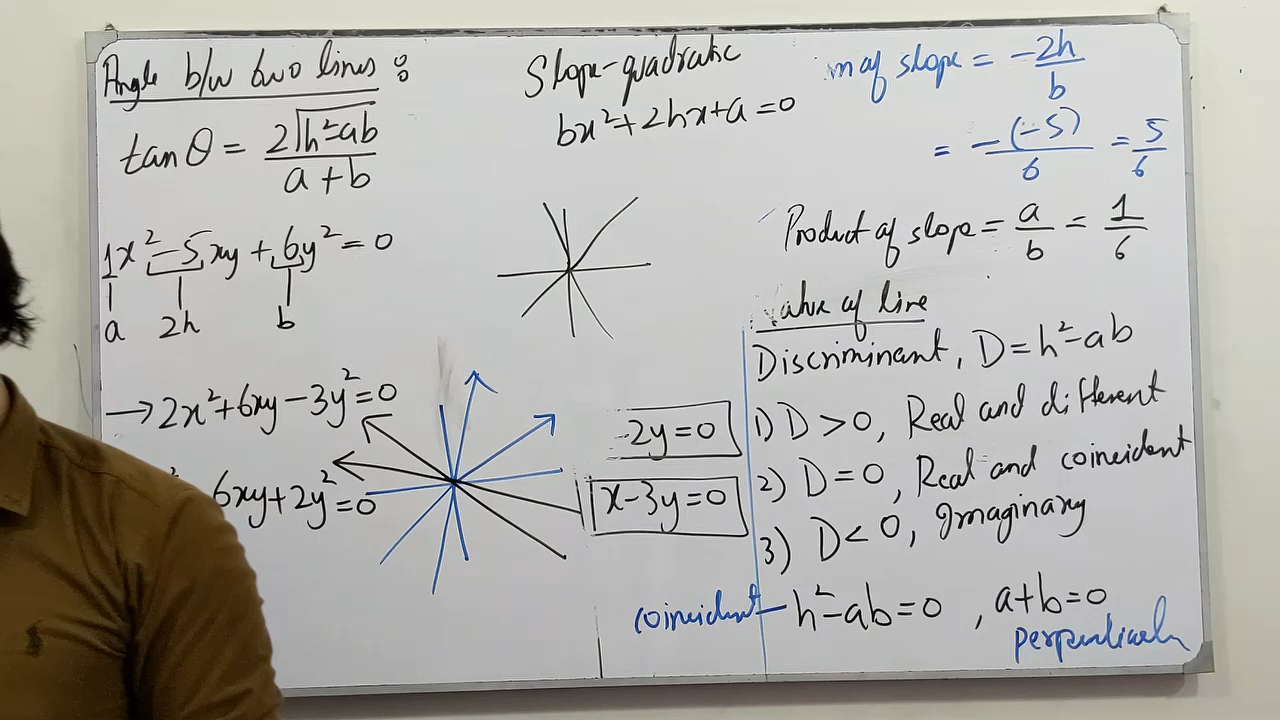 Angle b/w two lines :
tan θ = 2√(h²-ab) / (a+b)
1x² - 5xy + 6y² = 0
a 2h b
→ 2x² + 6xy - 3y² = 0
6xy + 2y² = 0
Slope-quadratic
bx² + 2hx + a = 0
-2y = 0
x - 3y = 0
of slope = -2h/b
= -(-5)/6 = 5/6
Product of slope = a/b = 1/6
of line
Discriminant, D = h² - ab
1) D > 0, Real and different
2) D = 0, Real and coincident
3) D < 0, Imaginary
coincident — h² - ab = 0 , a + b = 0